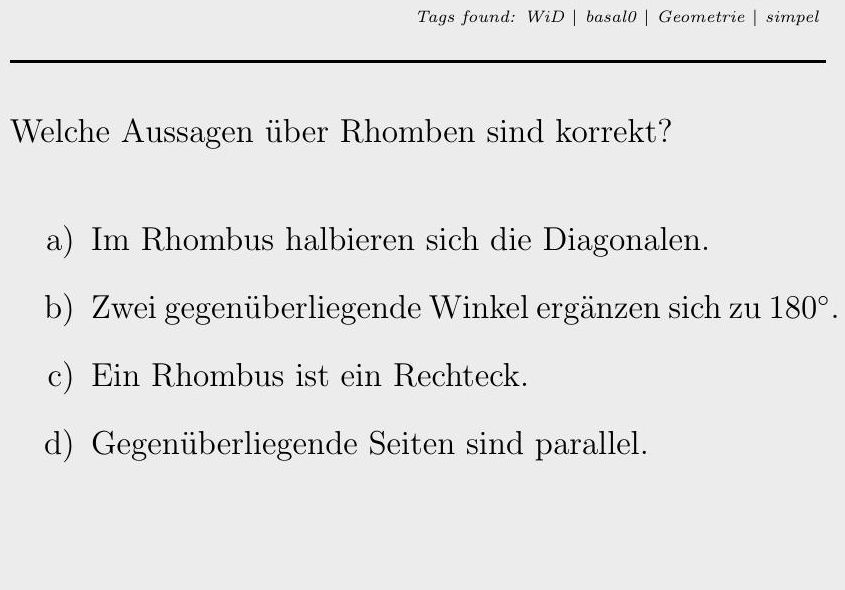 Tags found: WiD | basal0 | Geometrie | simpel
Welche Aussagen über Rhomben sind korrekt?
a) Im Rhombus halbieren sich die Diagonalen.
b) Zwei gegenüberliegende Winkel ergänzen sich zu 180°.
c) Ein Rhombus ist ein Rechteck.
d) Gegenüberliegende Seiten sind parallel.